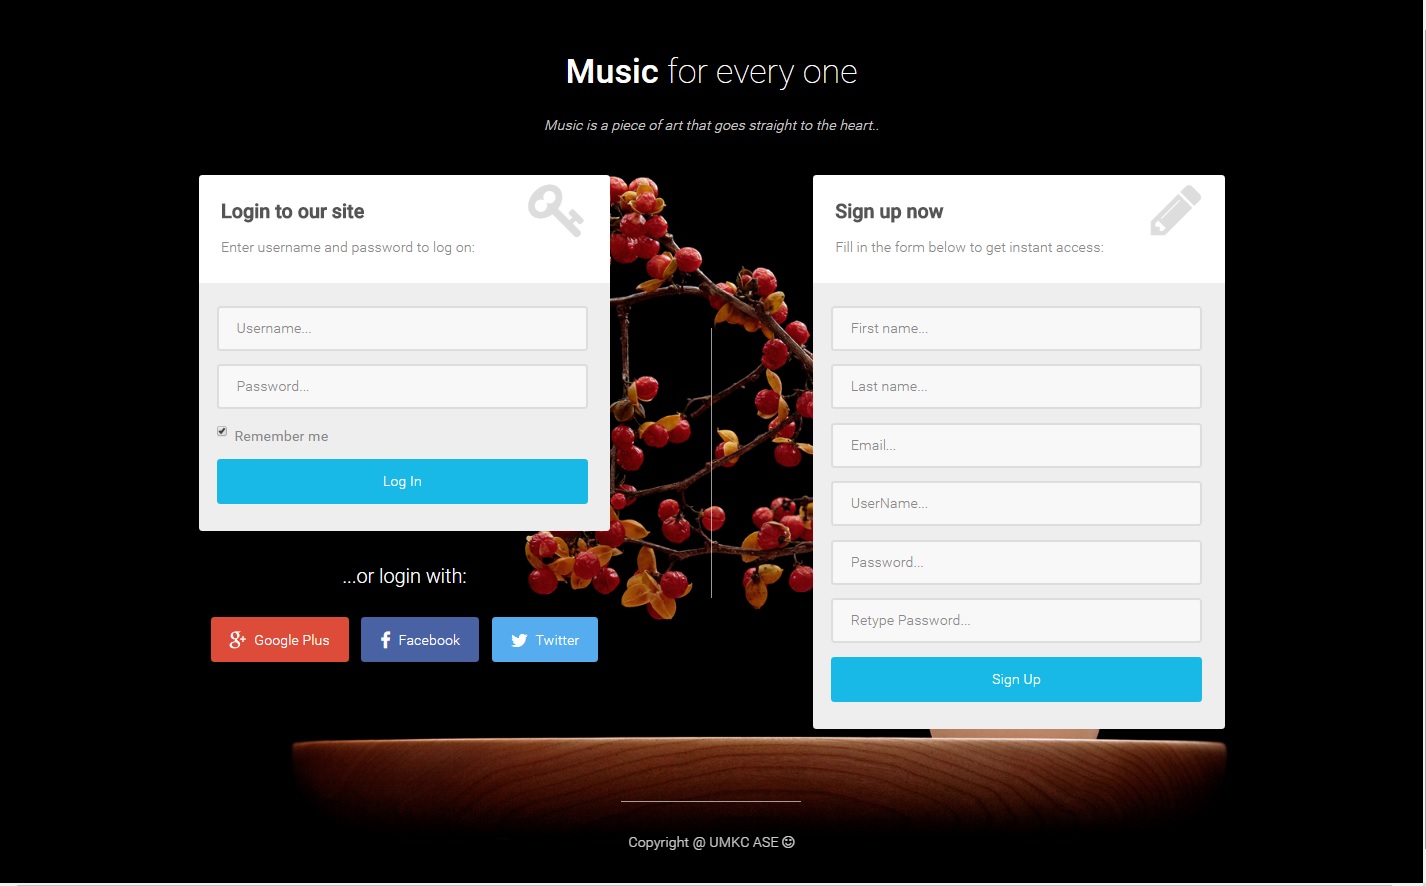 Music for every one
Music is a piece of art that goes straight to the heart..
Login to our site
Enter username and password to log on:
Username...
Password...
Remember me
Log In
...or login with:
Google Plus
Facebook
Twitter
Sign up now
Fill in the form below to get instant access:
First name...
Last name...
Email...
UserName...
Password...
Retype Password...
Sign Up
Copyright @ UMKC ASE